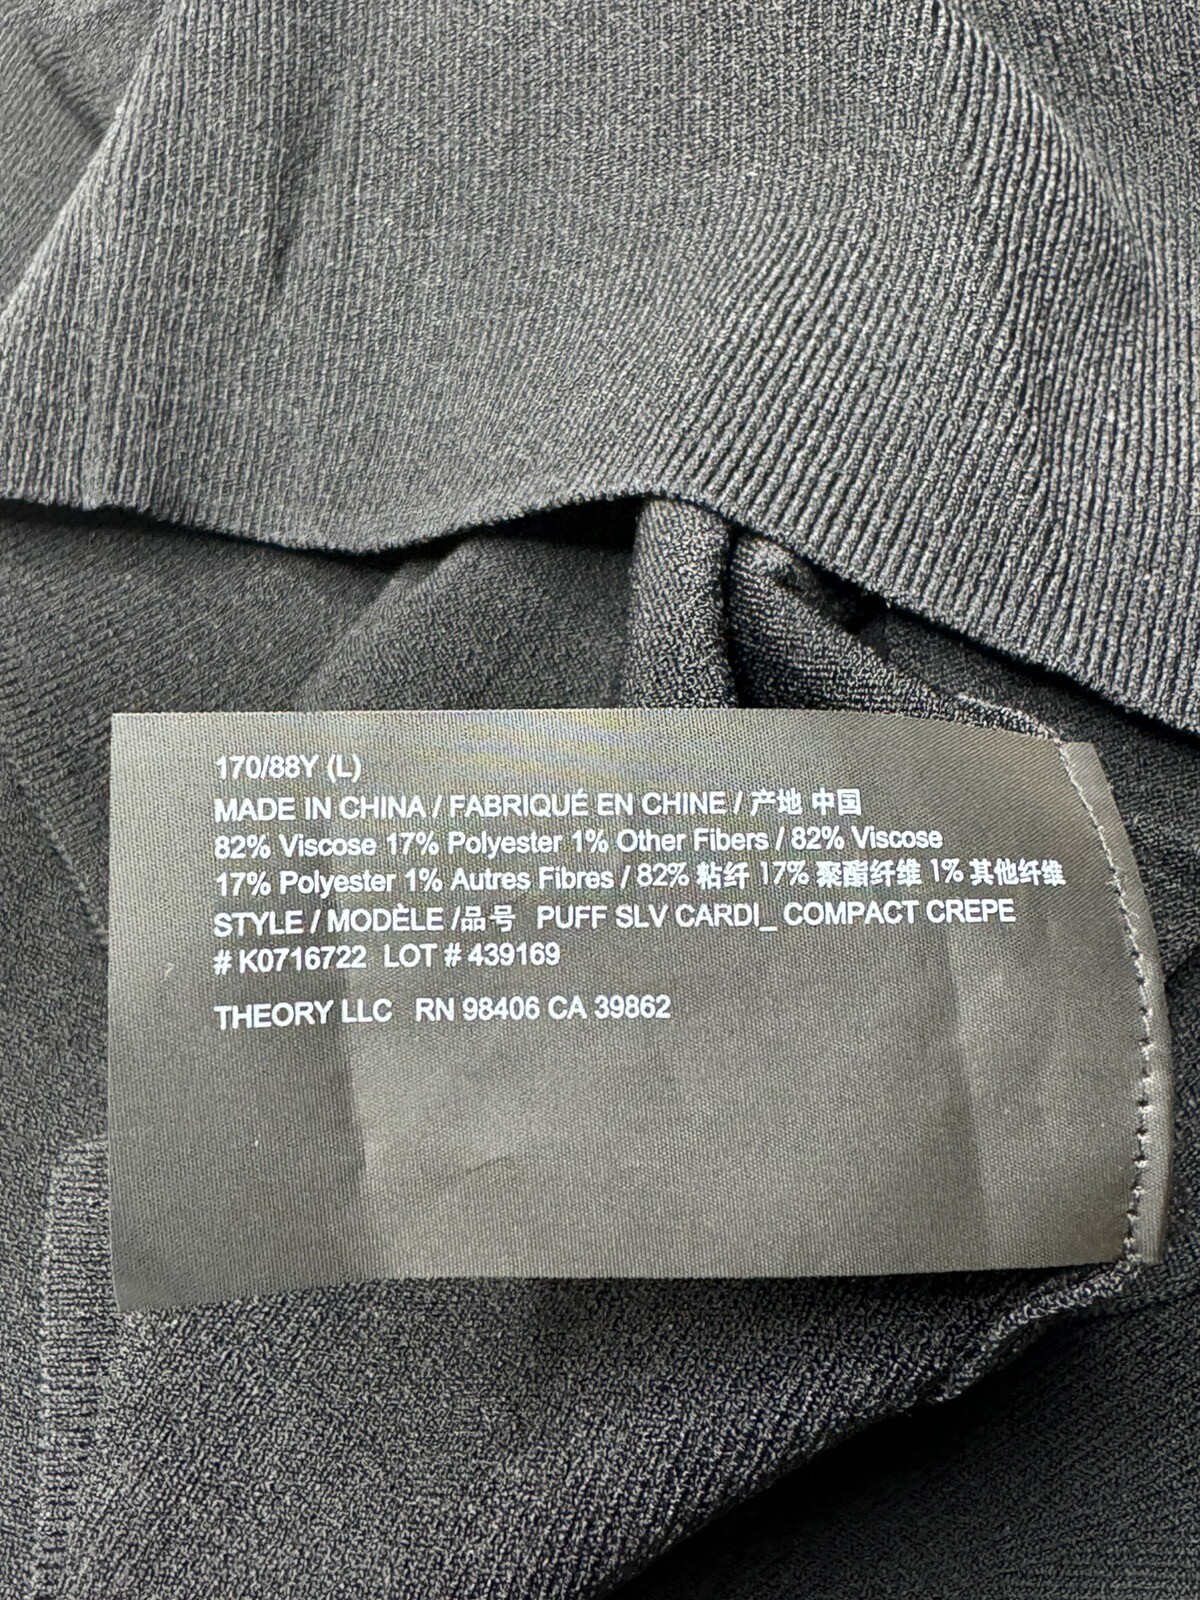 170/88Y (L)
MADE IN CHINA / FABRIQUÉ EN CHINE / 产地 中国
82% Viscose 17% Polyester 1% Other Fibers / 82% Viscose
17% Polyester 1% Autres Fibres / 82% 粘纤 17% 聚酯纤维 1% 其他纤维
STYLE / MODÈLE /品号 PUFF SLV CARDI_ COMPACT CREPE
# K0716722 LOT # 439169
THEORY LLC RN 98406 CA 39862